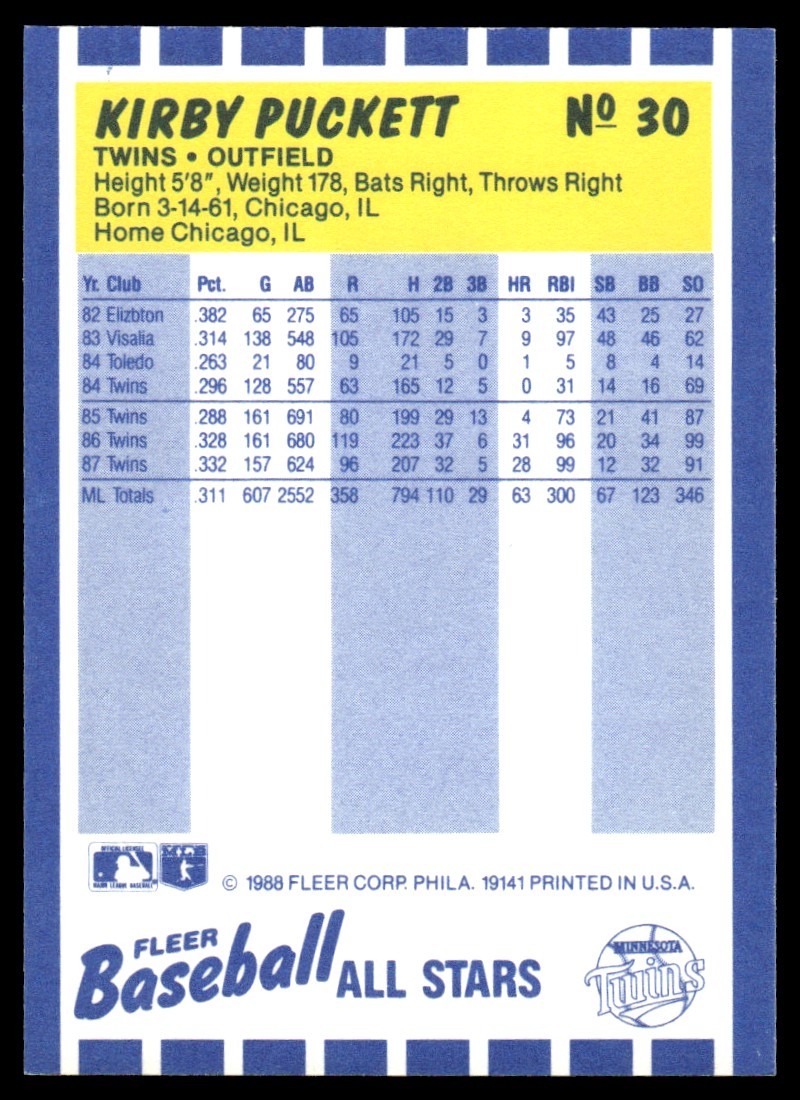 KIRBY PUCKETT Nº 30
TWINS • OUTFIELD
Height 5'8", Weight 178, Bats Right, Throws Right
Born 3-14-61, Chicago, IL
Home Chicago, IL
Yr. Club Pct. G AB R H 2B 3B HR RBI SB BB SO
82 Elizbton .382 65 275 65 105 15 3 3 35 43 25 27
83 Visalia .314 138 548 105 172 29 7 9 97 48 46 62
84 Toledo .263 21 80 9 21 5 0 1 5 8 4 14
84 Twins .296 128 557 63 165 12 5 0 31 14 16 69
85 Twins .288 161 691 80 199 29 13 4 73 21 41 87
86 Twins .328 161 680 119 223 37 6 31 96 20 34 99
87 Twins .332 157 624 96 207 32 5 28 99 12 32 91
ML Totals .311 607 2552 358 794 110 29 63 300 67 123 346
OFFICIAL LICENSEE
MAJOR LEAGUE BASEBALL
© 1988 FLEER CORP. PHILA. 19141 PRINTED IN U.S.A.
FLEER
Baseball ALL STARS
MINNESOTA
Twins